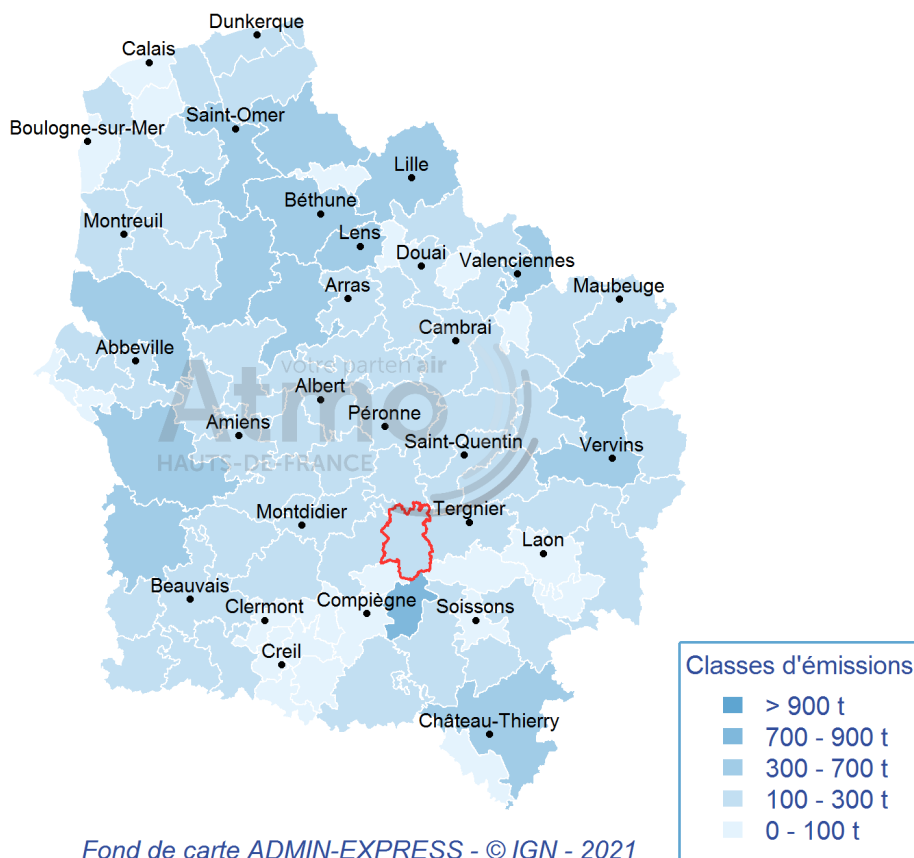 Dunkerque
Calais
Saint-Omer
Boulogne-sur-Mer
Lille
Béthune
Montreuil
Lens
Douai
Valenciennes
Arras
Maubeuge
Cambrai
Abbeville
votre parten'air
Atmo
HAUTS-DE-FRANCE
Albert
Péronne
Amiens
Saint-Quentin
Vervins
Montdidier
Tergnier
Laon
Beauvais
Clermont
Compiègne
Soissons
Creil
Château-Thierry
Classes d'émissions
> 900 t
700 - 900 t
300 - 700 t
100 - 300 t
0 - 100 t
Fond de carte ADMIN-EXPRESS - © IGN - 2021